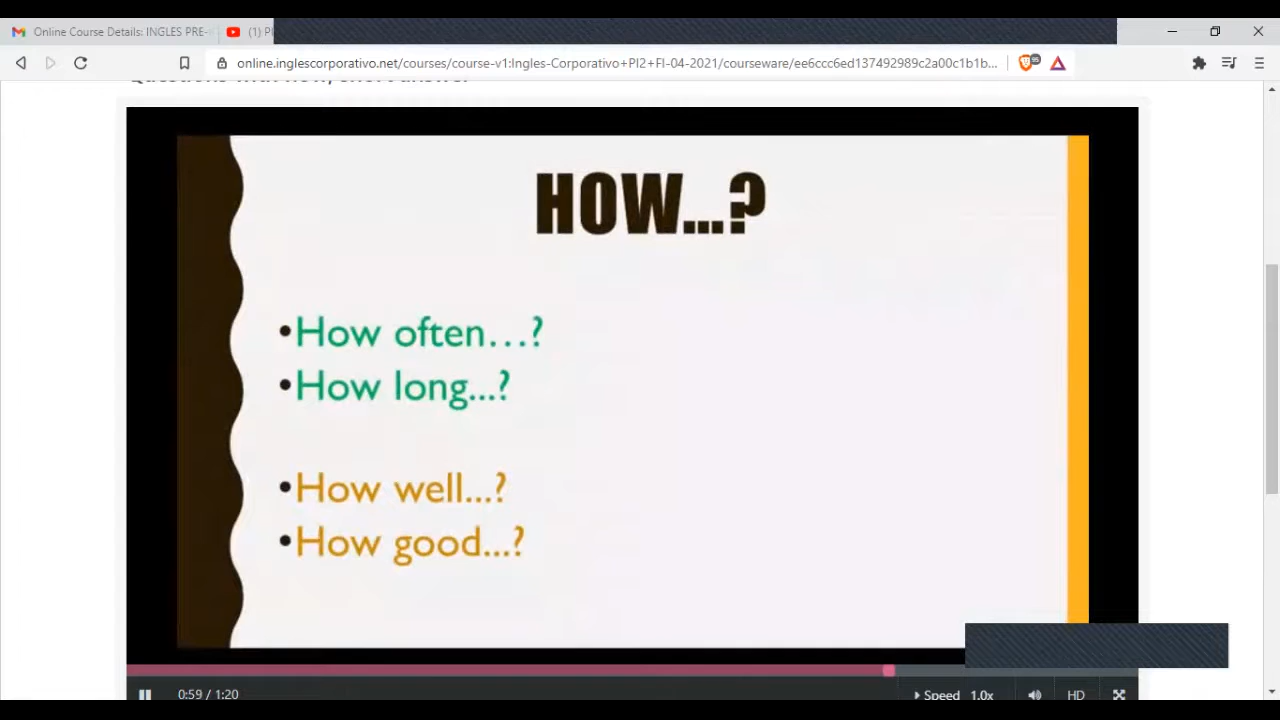 Online Course Details: INGLES PRE-
(1) P
online.inglescorporativo.net/courses/course-v1:Ingles-Corporativo+PI2+FI-04-2021/courseware/ee6ccc6ed137492989c2a00c1b1b...
HOW...?
•How often...?
•How long...?
•How well...?
•How good...?
0:59 / 1:20
Speed 1.0x
HD